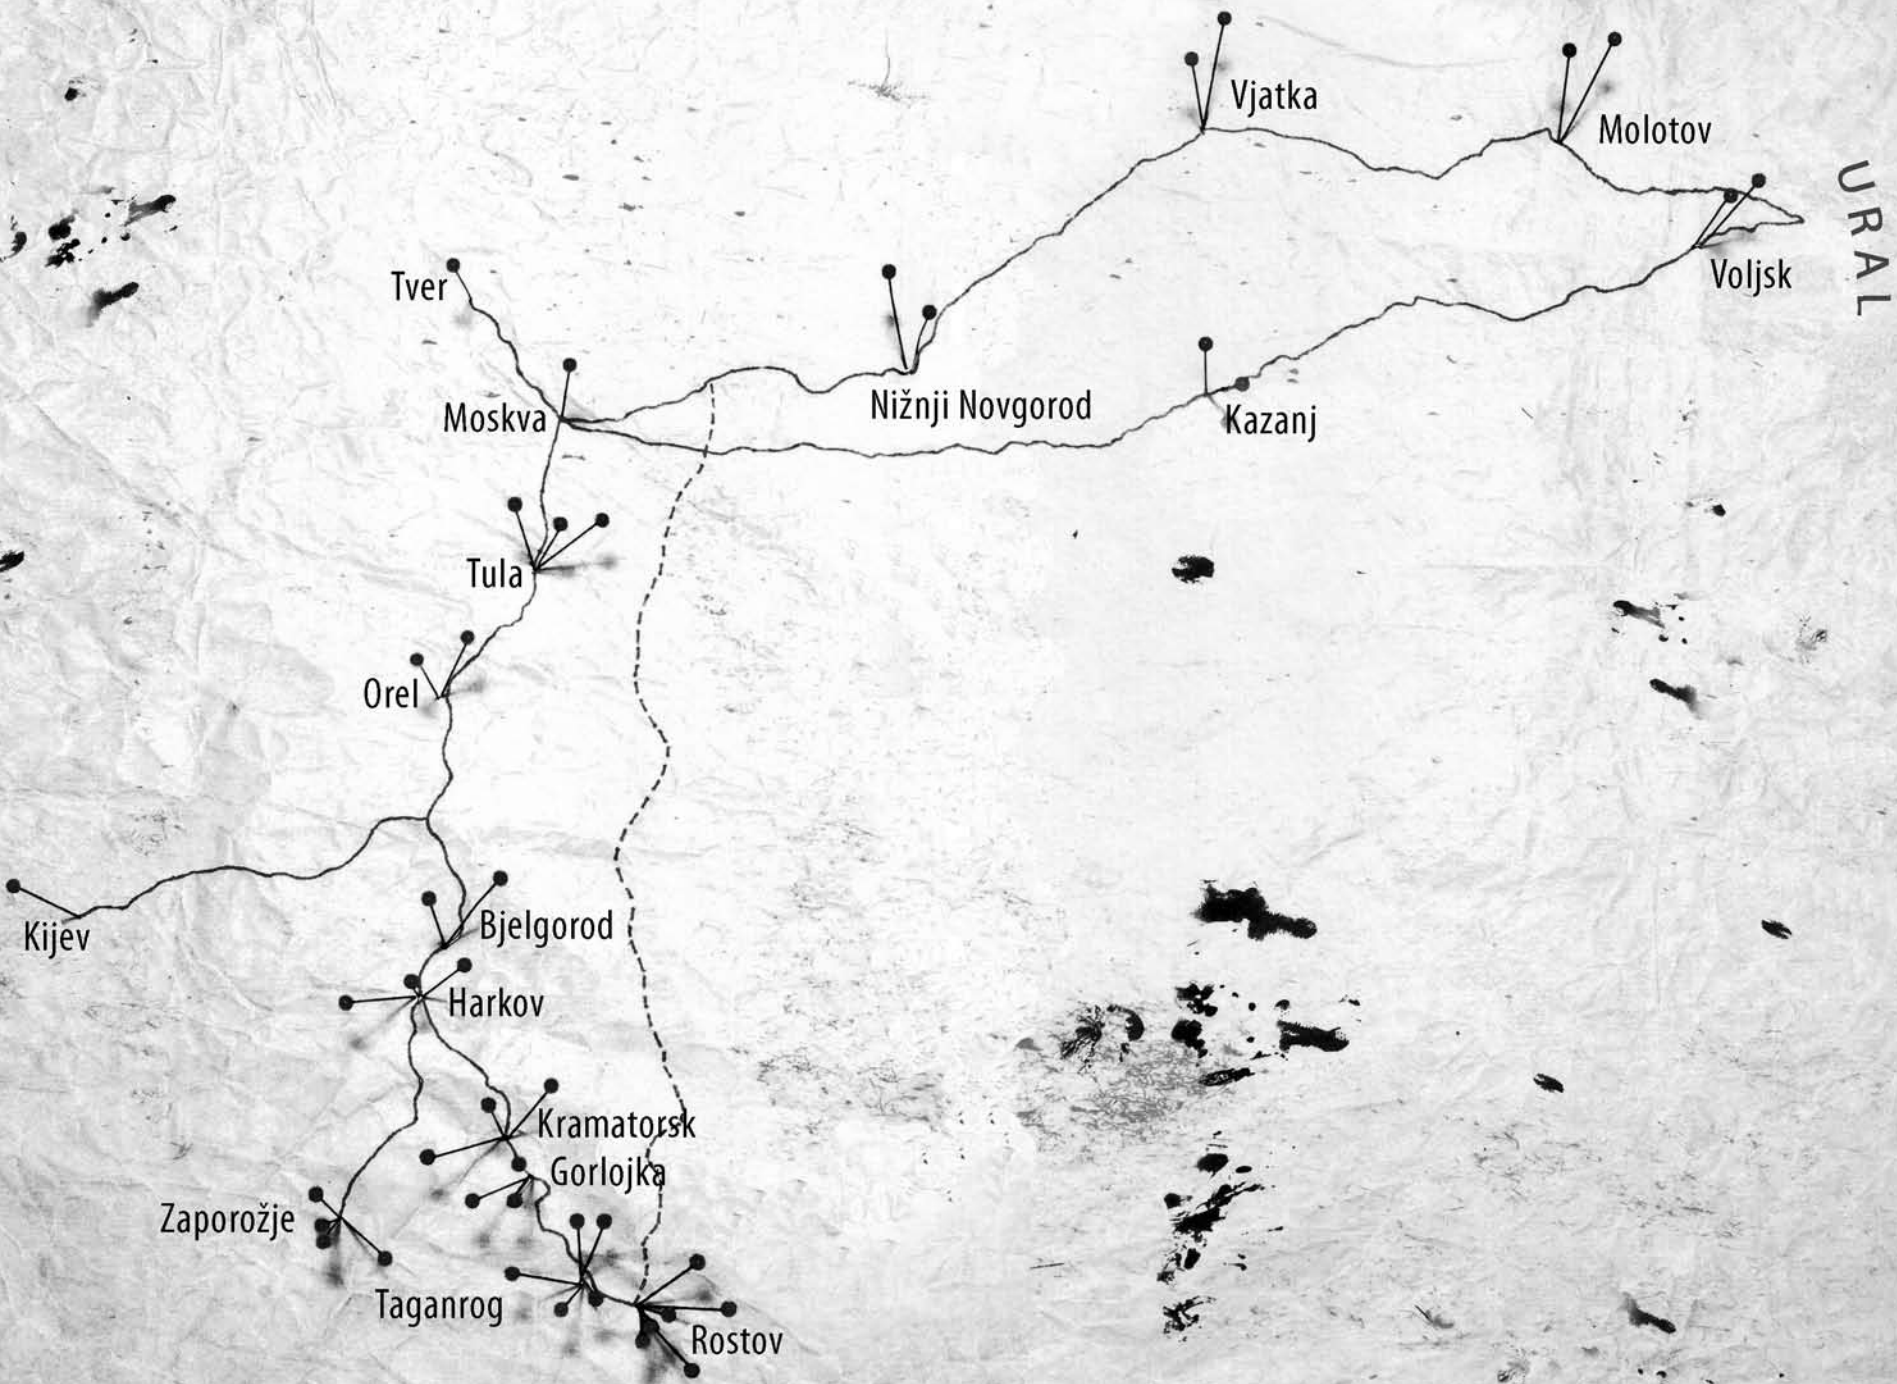 Vjatka
Molotov
URAL
Voljsk
Tver
Moskva
Nižnji Novgorod
Kazanj
Tula
Orel
Kijev
Bjelgorod
Harkov
Kramatorsk
Gorlojka
Zaporožje
Taganrog
Rostov